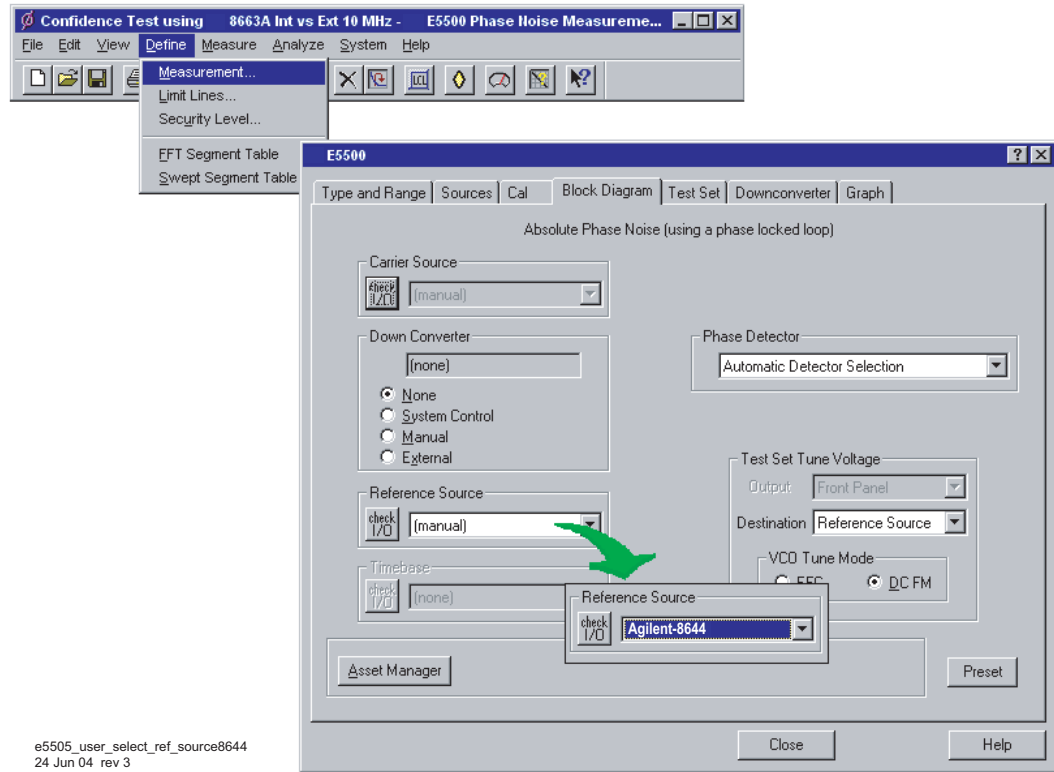 Confidence Test using 8663A Int vs Ext 10 MHz - E5500 Phase Noise Measureme...
File Edit View Define Measure Analyze System Help
Measurement...
Limit Lines...
Security Level...
FFT Segment Table
Swept Segment Table
E5500
Type and Range Sources Cal Block Diagram Test Set Downconverter Graph
Absolute Phase Noise (using a phase locked loop)
Carrier Source
check I/O (manual)
Down Converter
(none)
None
System Control
Manual
External
Phase Detector
Automatic Detector Selection
Reference Source
check I/O (manual)
Timebase
check I/O (none)
Test Set Tune Voltage
Output Front Panel
Destination Reference Source
VCO Tune Mode
DC FM
Reference Source
check I/O Agilent-8644
Asset Manager
Preset
Close Help
e5505_user_select_ref_source8644
24 Jun 04 rev 3